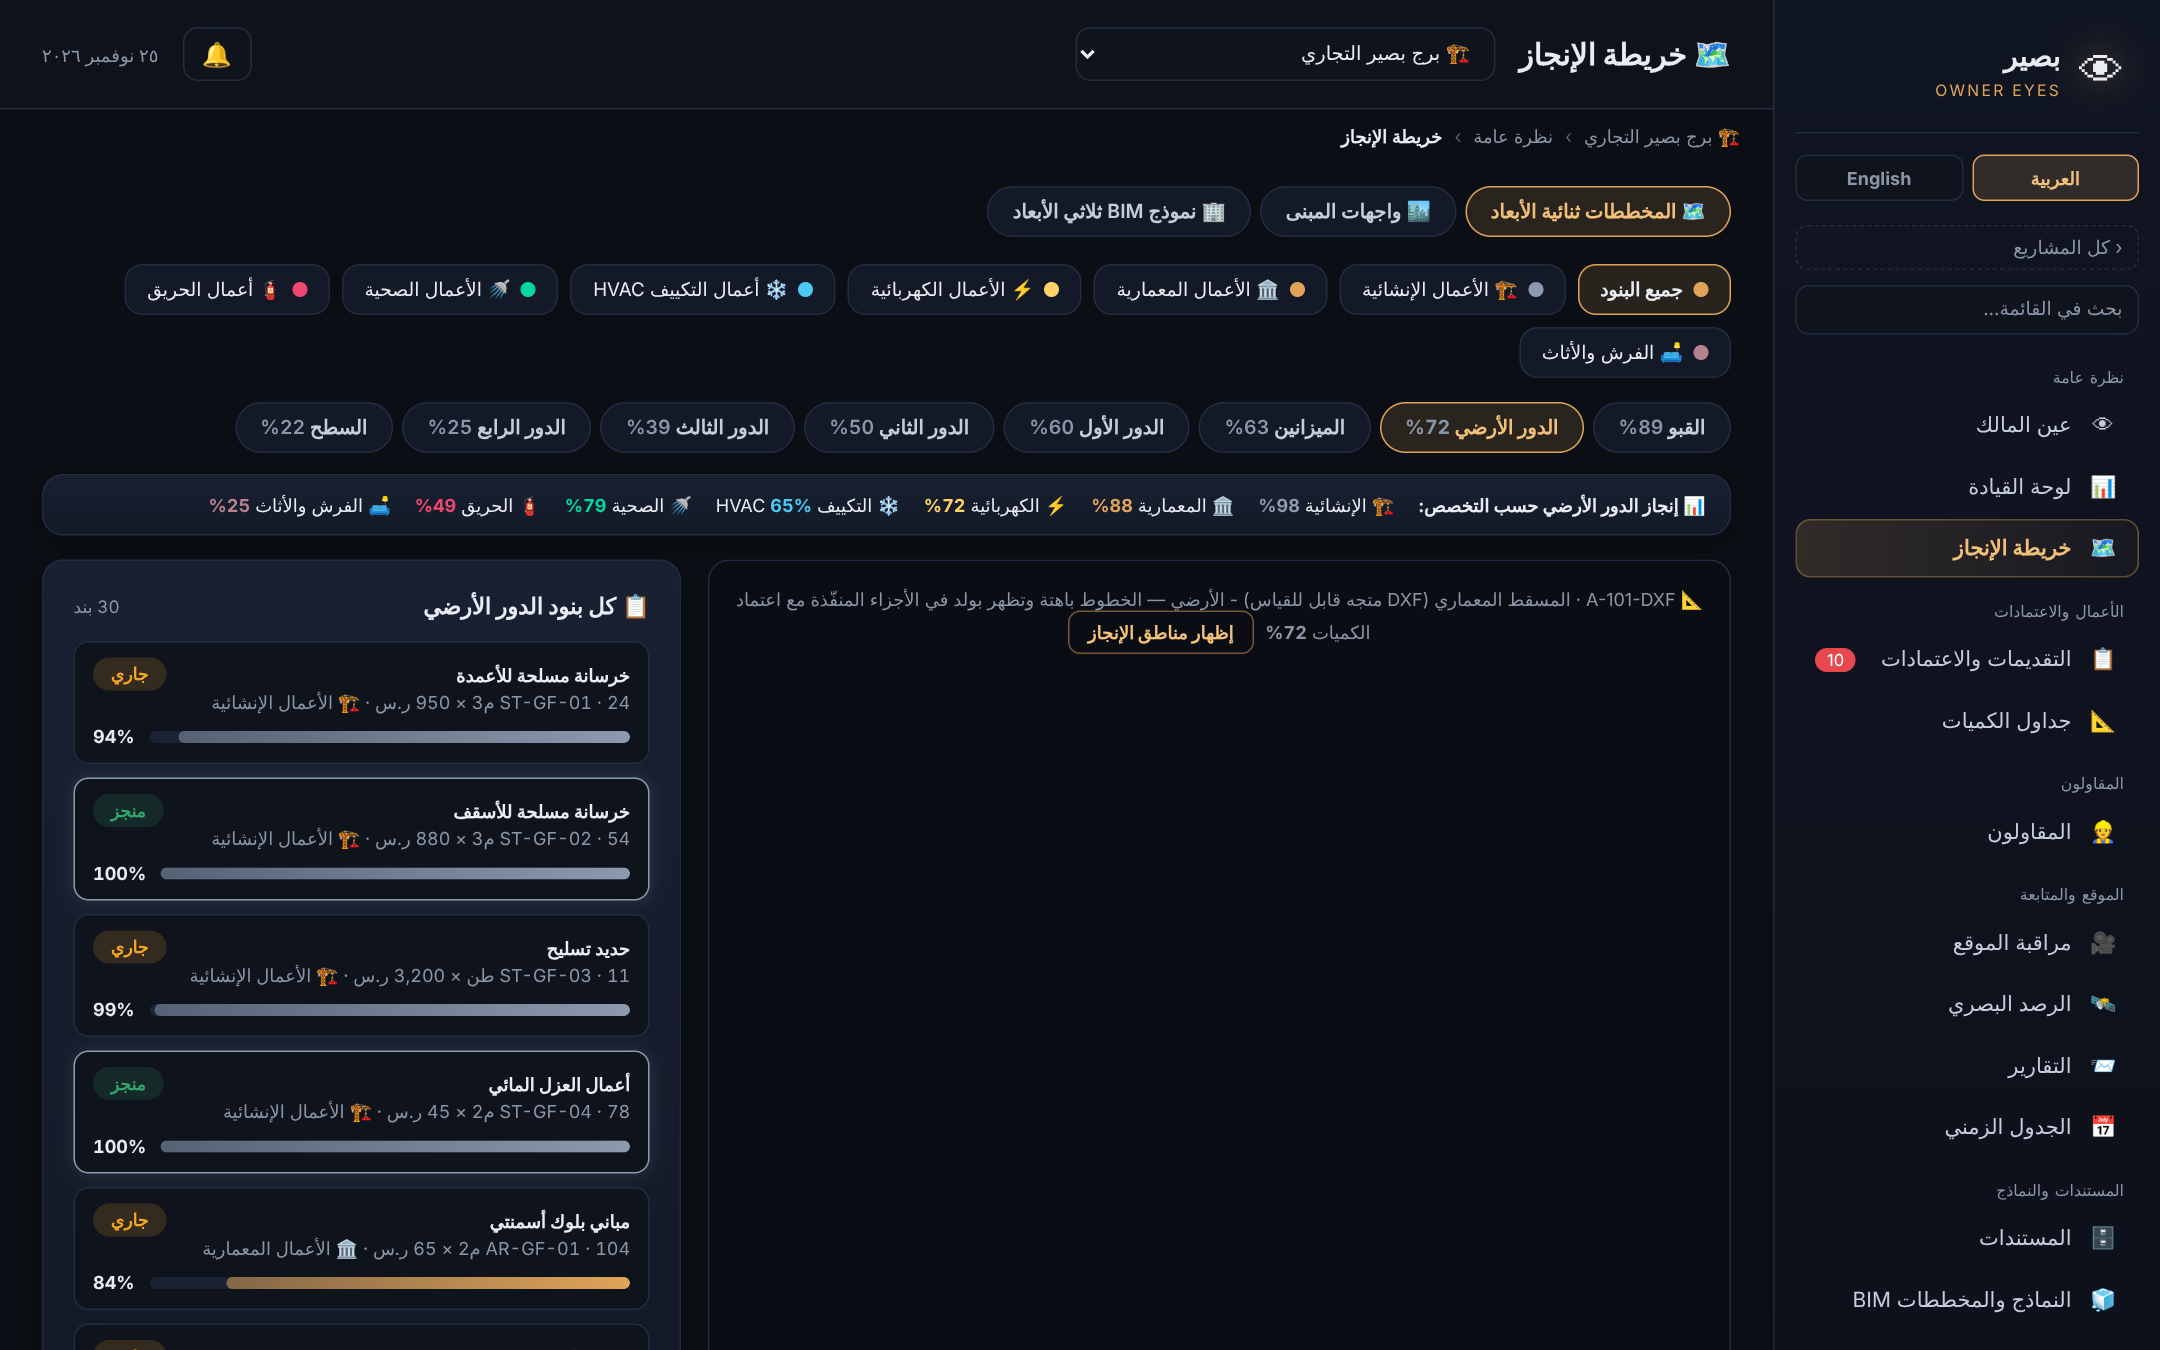 بصير
OWNER EYES
العربية
English
‹ كل المشاريع
بحث في القائمة...
نظرة عامة
👁 عين المالك
📊 لوحة القيادة
🗺️ خريطة الإنجاز
الأعمال والاعتمادات
📋 التقديمات والاعتمادات 10
📐 جداول الكميات
المقاولون
👷 المقاولون
الموقع والمتابعة
🎥 مراقبة الموقع
🛰️ الرصد البصري
📨 التقارير
📅 الجدول الزمني
المستندات والنماذج
🗄️ المستندات
🧊 النماذج والمخططات BIM
🗺️ خريطة الإنجاز
🏗️ برج بصير التجاري
🔔
٢٥ نوفمبر ٢٠٢٦
🏗️ برج بصير التجاري › نظرة عامة › خريطة الإنجاز
🗺️ المخططات ثنائية الأبعاد
🏙️ واجهات المبنى
🏢 نموذج BIM ثلاثي الأبعاد
جميع البنود
🏗️ الأعمال الإنشائية
🏛️ الأعمال المعمارية
⚡ الأعمال الكهربائية
❄️ أعمال التكييف HVAC
🚿 الأعمال الصحية
🧯 أعمال الحريق
🛋️ الفرش والأثاث
القبو 89%
الدور الأرضي 72%
الميزانين 63%
الدور الأول 60%
الدور الثاني 50%
الدور الثالث 39%
الدور الرابع 25%
السطح 22%
📊 إنجاز الدور الأرضي حسب التخصص: 🏗️ الإنشائية 98% 🏛️ المعمارية 88% ⚡ الكهربائية 72% ❄️ التكييف HVAC 65% 🚿 الصحية 79% 🧯 الحريق 49% 🛋️ الفرش والأثاث 25%
📐 A-101-DXF · المسقط المعماري (DXF متجه قابل للقياس) - الأرضي — الخطوط باهتة وتظهر بولد في الأجزاء المنفّذة مع اعتماد
الكميات 72% إظهار مناطق الإنجاز
📋 كل بنود الدور الأرضي
30 بند
خرسانة مسلحة للأعمدة
جاري
ST-GF-01 · 24 م3 × 950 ر.س · 🏗️ الأعمال الإنشائية
94%
خرسانة مسلحة للأسقف
منجز
ST-GF-02 · 54 م3 × 880 ر.س · 🏗️ الأعمال الإنشائية
100%
حديد تسليح
جاري
ST-GF-03 · 11 طن × 3,200 ر.س · 🏗️ الأعمال الإنشائية
99%
أعمال العزل المائي
منجز
ST-GF-04 · 78 م2 × 45 ر.س · 🏗️ الأعمال الإنشائية
100%
مباني بلوك أسمنتي
جاري
AR-GF-01 · 104 م2 × 65 ر.س · 🏛️ الأعمال المعمارية
84%